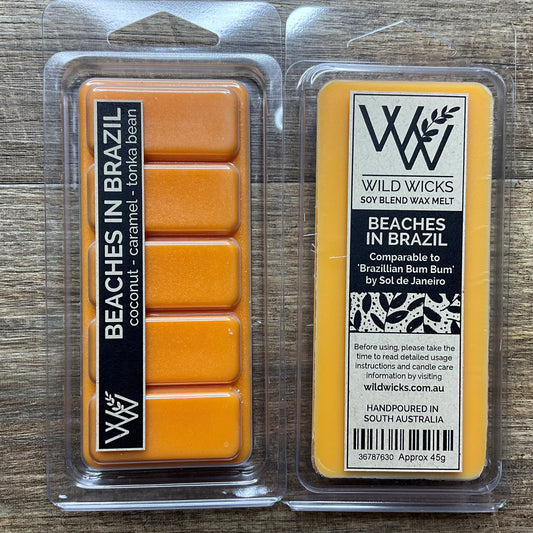 BEACHES IN BRAZIL
coconut - caramel - tonka bean
WW
WW
WILD WICKS
SOY BLEND WAX MELT
BEACHES
IN BRAZIL
Comparable to
'Brazillian Bum Bum'
by Sol de Janeiro
Before using, please take the
time to read detailed usage
instructions and candle care
information by visiting
wildwicks.com.au
HANDPOURED IN
SOUTH AUSTRALIA
36787630 Approx 45g